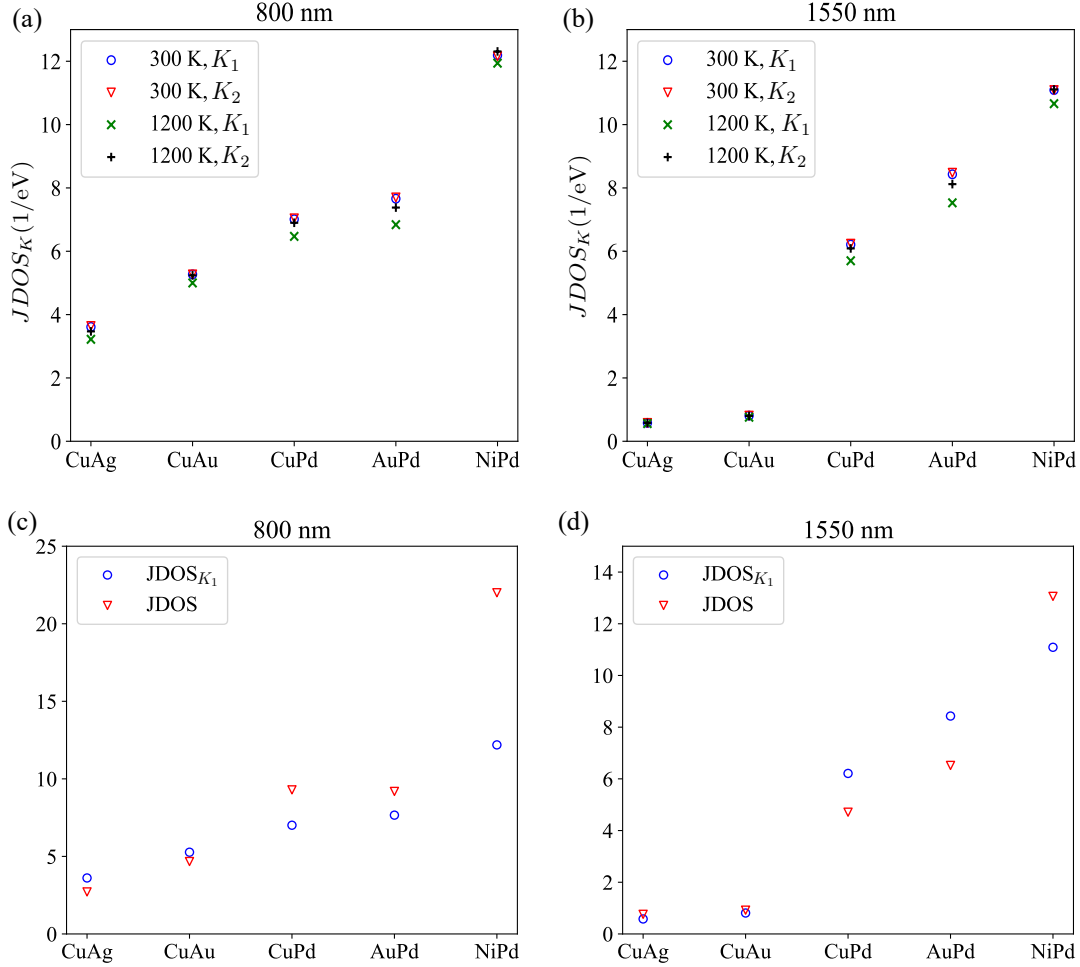 (a)
800 nm
300 K, K1
300 K, K2
1200 K, K1
1200 K, K2
JDOSK(1/eV)
12
10
8
6
4
2
0
CuAg CuAu CuPd AuPd NiPd
(b)
1550 nm
300 K, K1
300 K, K2
1200 K, K1
1200 K, K2
JDOSK(1/eV)
12
10
8
6
4
2
0
CuAg CuAu CuPd AuPd NiPd
(c)
800 nm
JDOSK1
JDOS
25
20
15
10
5
0
CuAg CuAu CuPd AuPd NiPd
(d)
1550 nm
JDOSK1
JDOS
14
12
10
8
6
4
2
0
CuAg CuAu CuPd AuPd NiPd